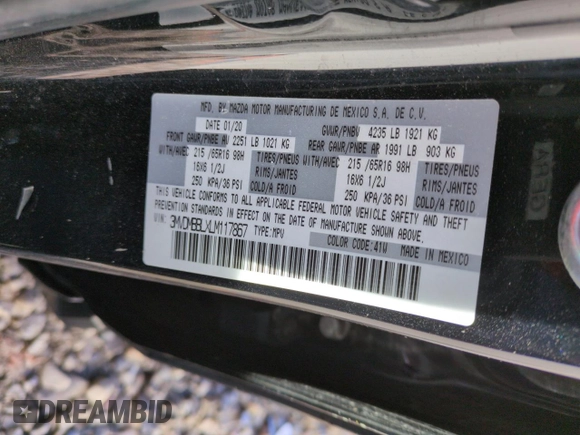 MFD. BY MAZDA MOTOR MANUFACTURING DE MEXICO S.A. DE C.V.
DATE 01/20 GVWR/PNBV 4235 LB 1921 KG
FRONT GAWR/PNBE AV 2251 LB 1021 KG REAR GAWR/PNBE AR 1991 LB 903 KG
WITH/AVEC 215 /65R16 98H TIRES/PNEUS WITH/AVEC 215 /65R16 98H TIRES/PNEUS
16X6 1/2J RIMS/JANTES 16X6 1/2J RIMS/JANTES
250 KPA/36 PSI COLD/A FROID 250 KPA/36 PSI COLD/A FROID
THIS VEHICLE CONFORMS TO ALL APPLICABLE FEDERAL MOTOR VEHICLE SAFETY AND THEFT
PREVENTION STANDARDS IN EFFECT ON THE DATE OF MANUFACTURE SHOWN ABOVE.
VIN: TYPE: MPV
COLOR CODE: 41W MADE IN MEXICO
DREAMBID